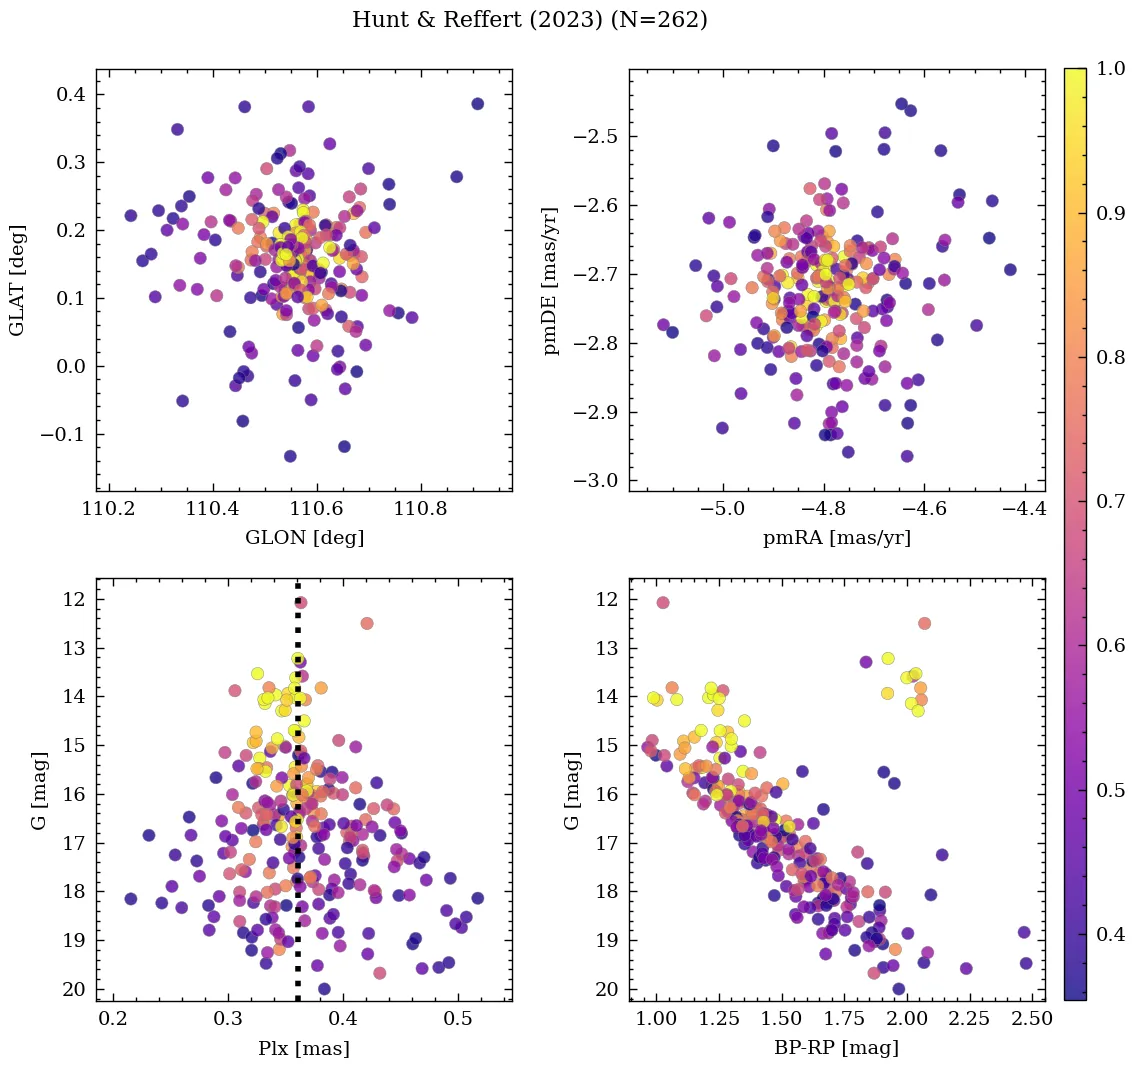 Hunt & Reffert (2023) (N=262)
0.4
0.3
0.2
0.1
0.0
−0.1
GLAT [deg]
110.2 110.4 110.6 110.8
GLON [deg]
−2.5
−2.6
−2.7
−2.8
−2.9
−3.0
pmDE [mas/yr]
−5.0 −4.8 −4.6 −4.4
pmRA [mas/yr]
1.0
0.9
0.8
0.7
0.6
0.5
0.4
12
13
14
15
16
17
18
19
20
G [mag]
0.2 0.3 0.4 0.5
Plx [mas]
12
13
14
15
16
17
18
19
20
G [mag]
1.00 1.25 1.50 1.75 2.00 2.25 2.50
BP-RP [mag]